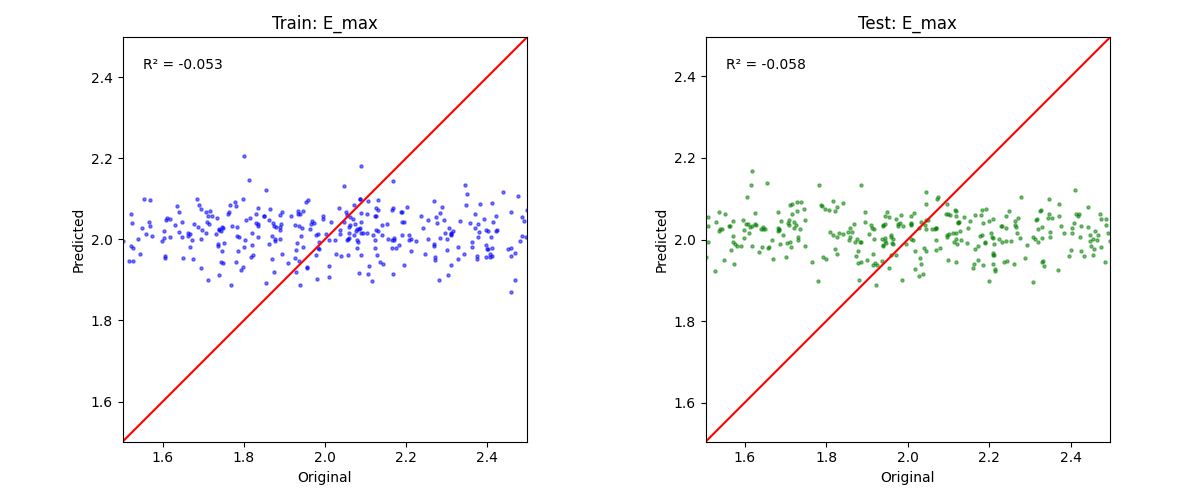 Train: E_max
R² = -0.053
2.4
2.2
2.0
1.8
1.6
Predicted
1.6 1.8 2.0 2.2 2.4
Original
Test: E_max
R² = -0.058
2.4
2.2
2.0
1.8
1.6
Predicted
1.6 1.8 2.0 2.2 2.4
Original